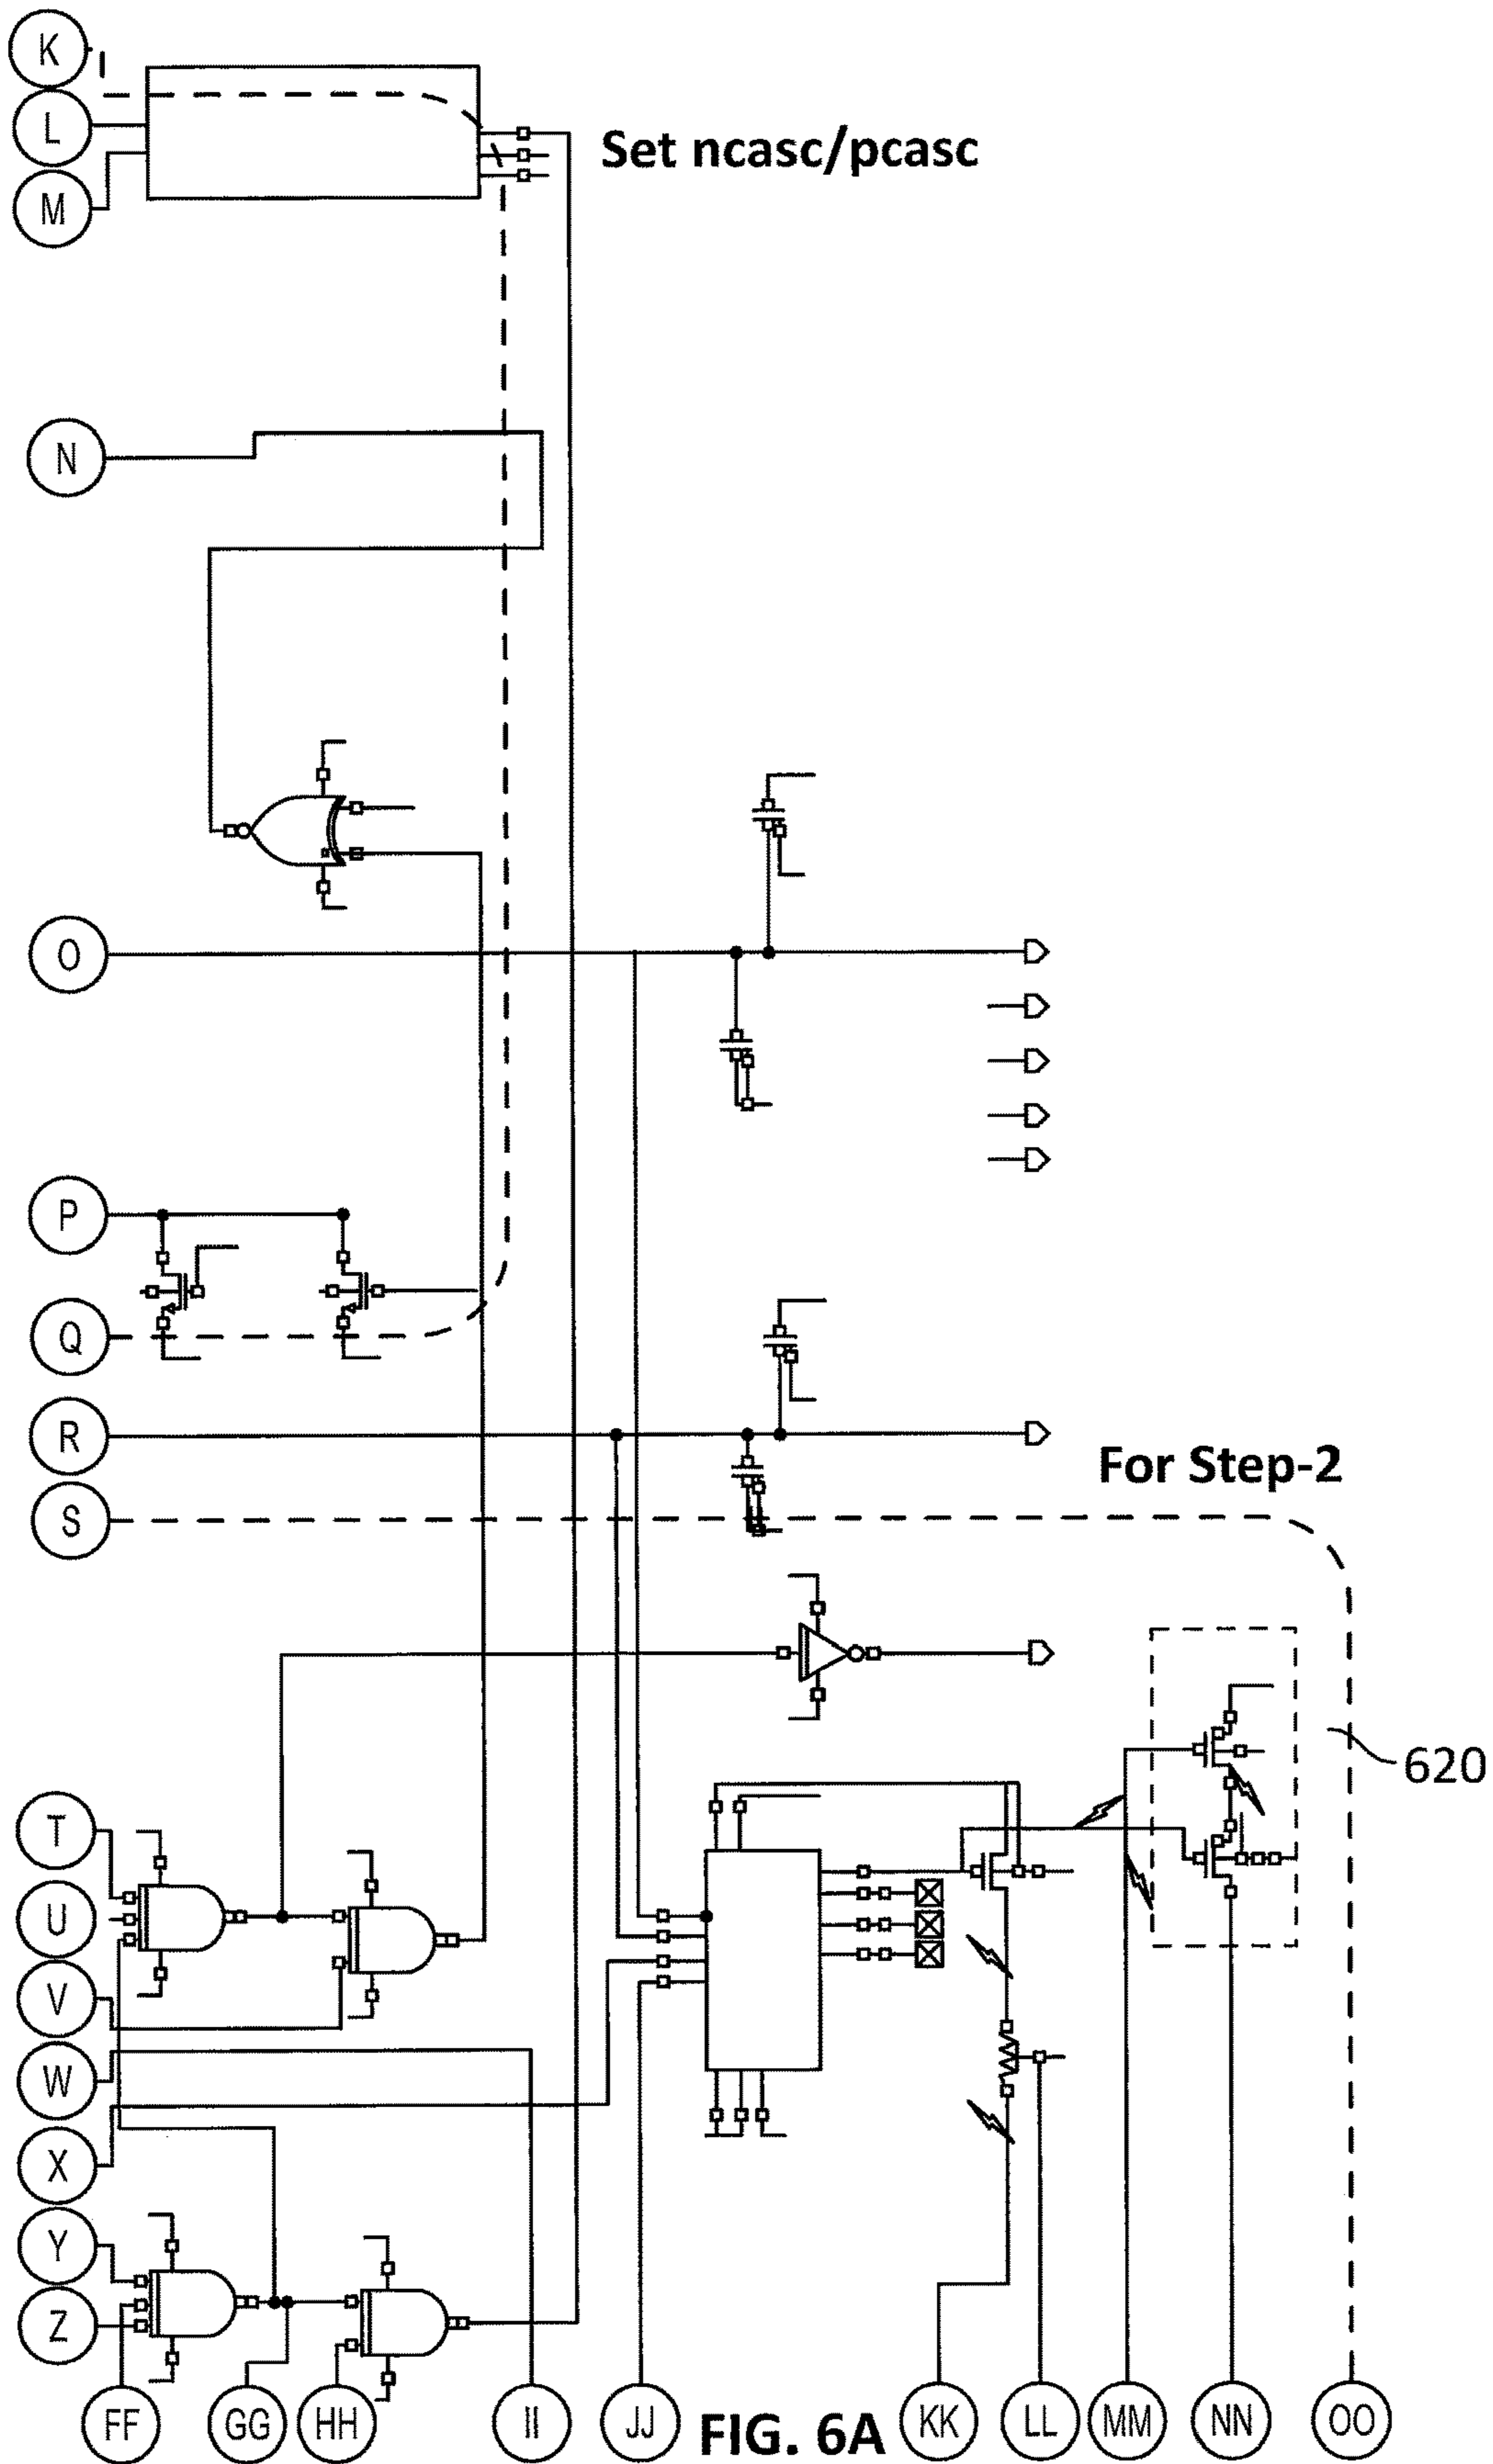 K
L
Set ncasc/pcasc
M
N
O
P
Q
R
For Step-2
S
620
T
U
V
W
X
Y
Z
FF
GG
HH
II
JJ
FIG. 6A
KK
LL
MM
NN
OO